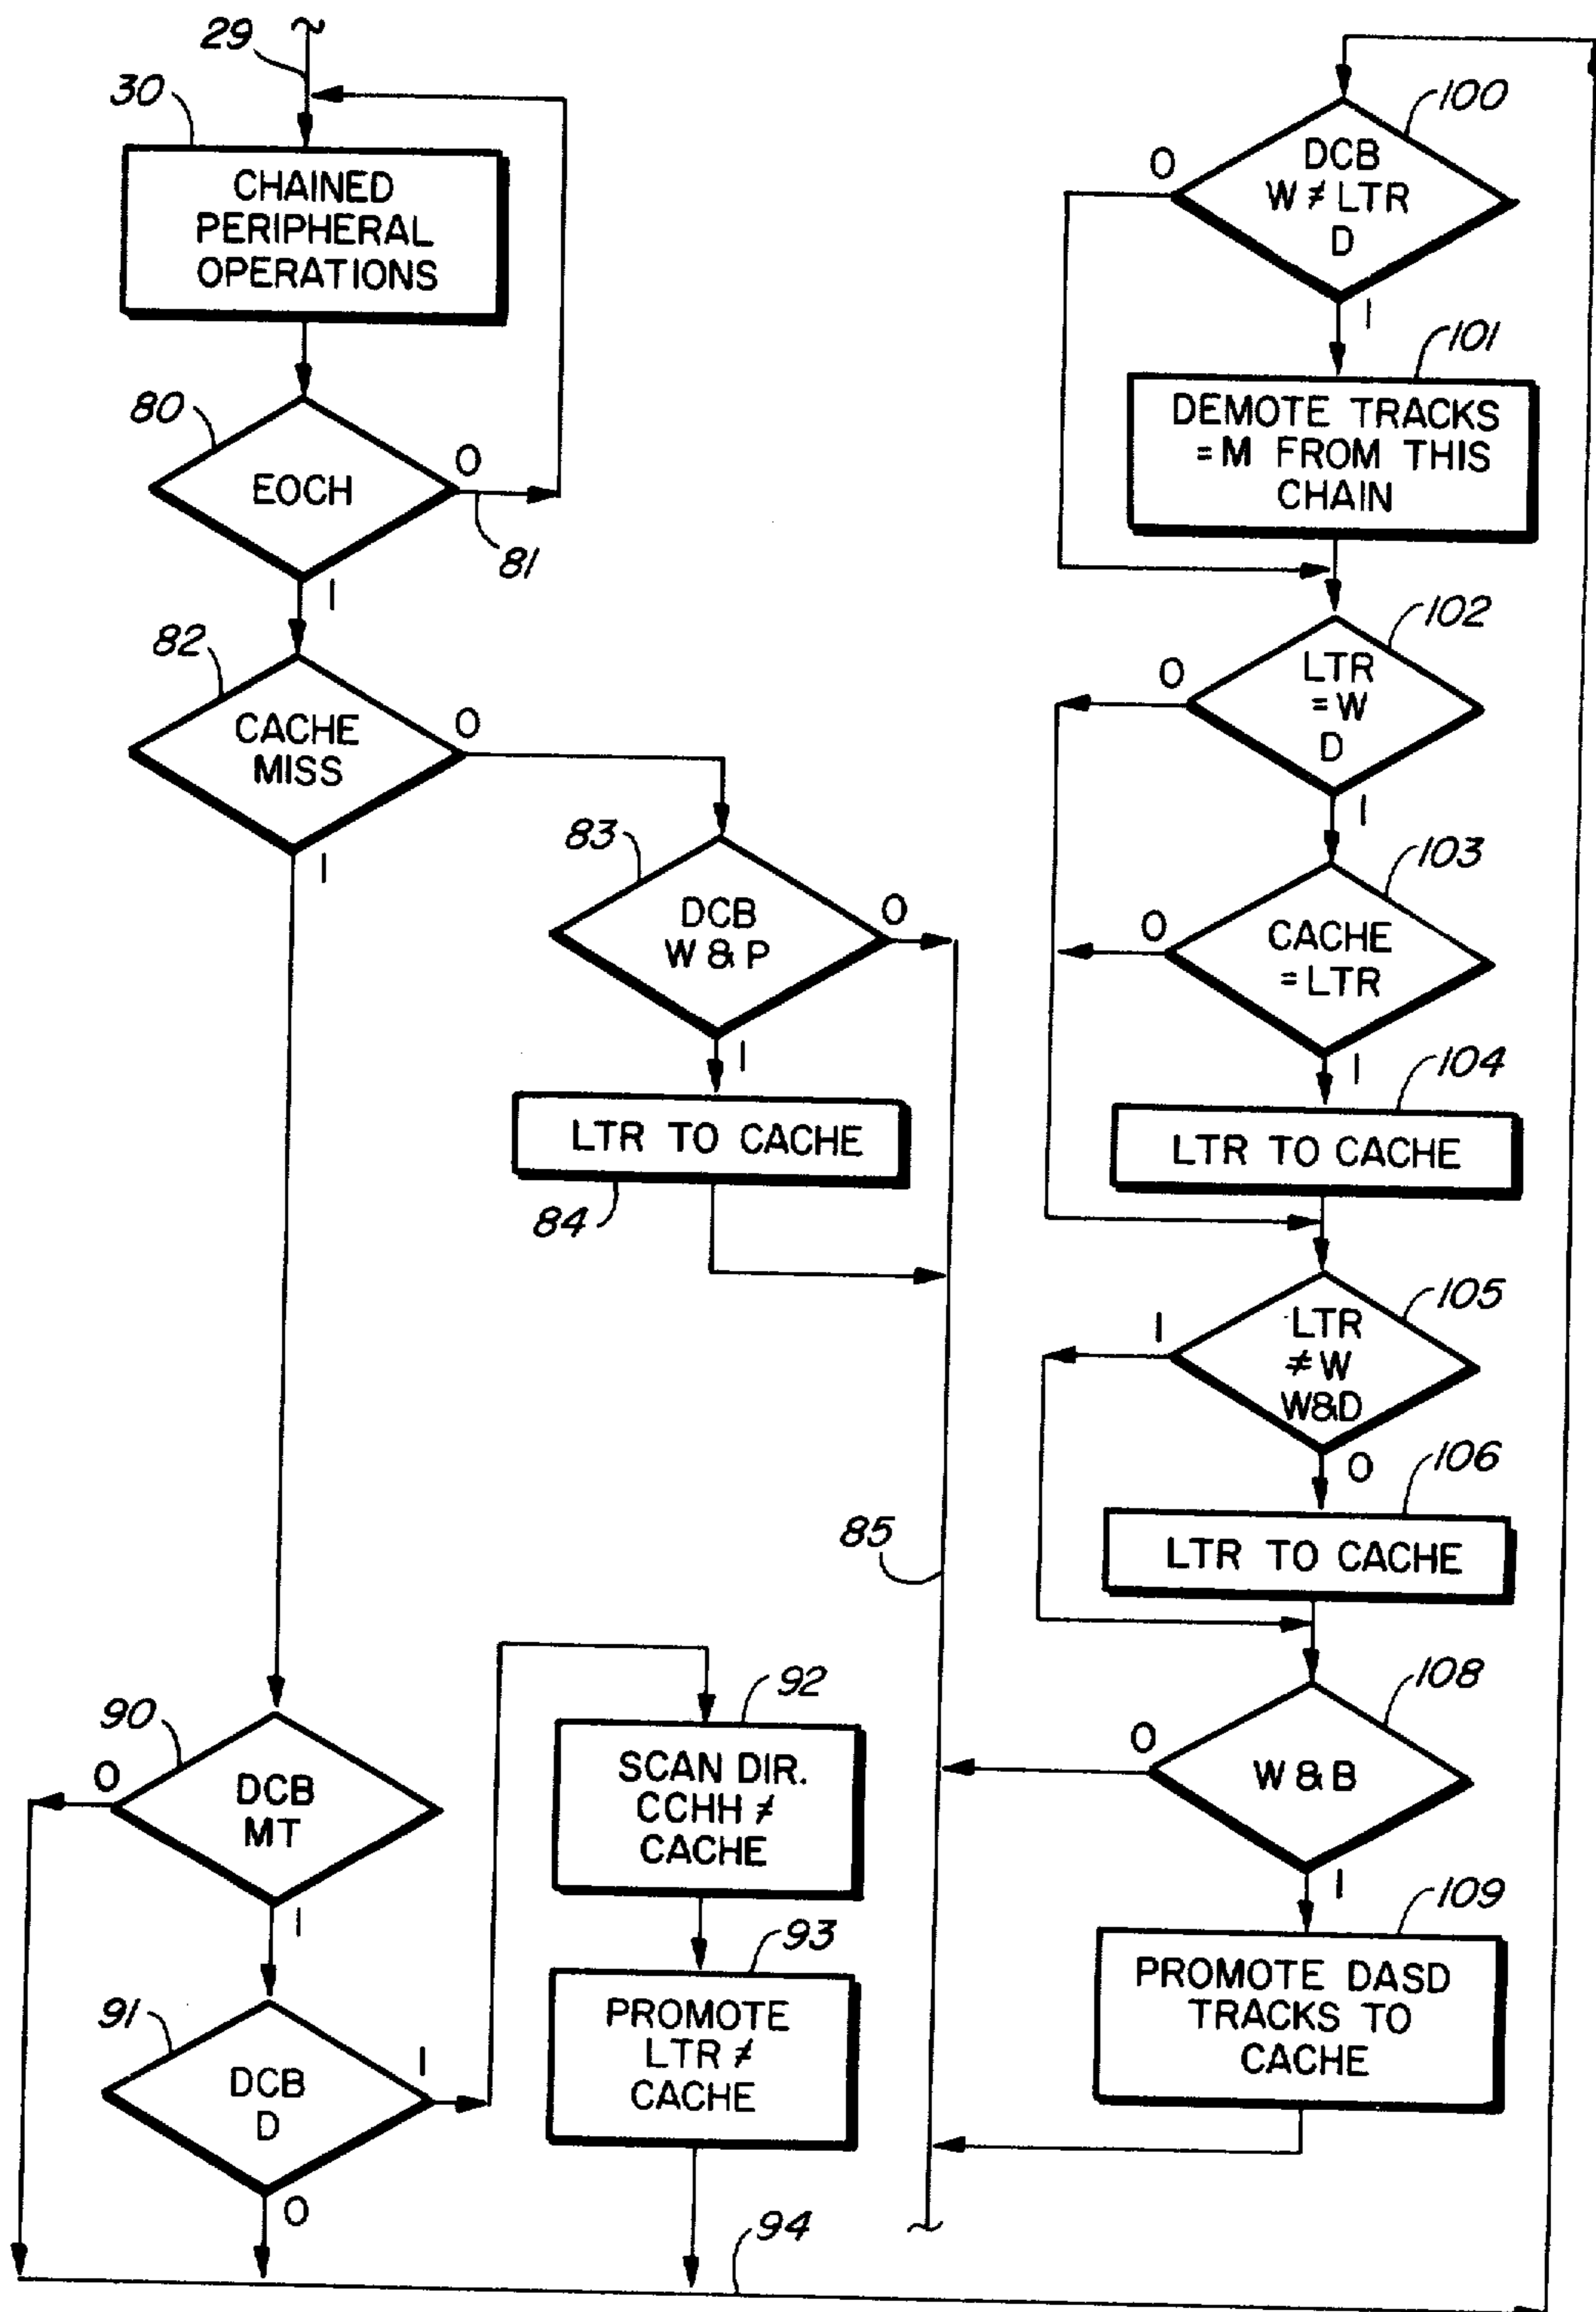 29
30
CHAINED
PERIPHERAL
OPERATIONS
80
EOCH
0
81
1
82
CACHE
MISS
0
1
83
DCB
W & P
0
1
LTR TO CACHE
84
85
90
0
DCB
MT
1
91
DCB
D
1
0
92
SCAN DIR.
CCHH ≠
CACHE
93
PROMOTE
LTR ≠
CACHE
94
100
0
DCB
W ≠ LTR
D
1
101
DEMOTE TRACKS
= M FROM THIS
CHAIN
102
0
LTR
= W
D
1
103
0
CACHE
= LTR
1
104
LTR TO CACHE
105
1
LTR
≠ W
W&D
0
106
LTR TO CACHE
108
0
W & B
1
109
PROMOTE DASD
TRACKS TO
CACHE